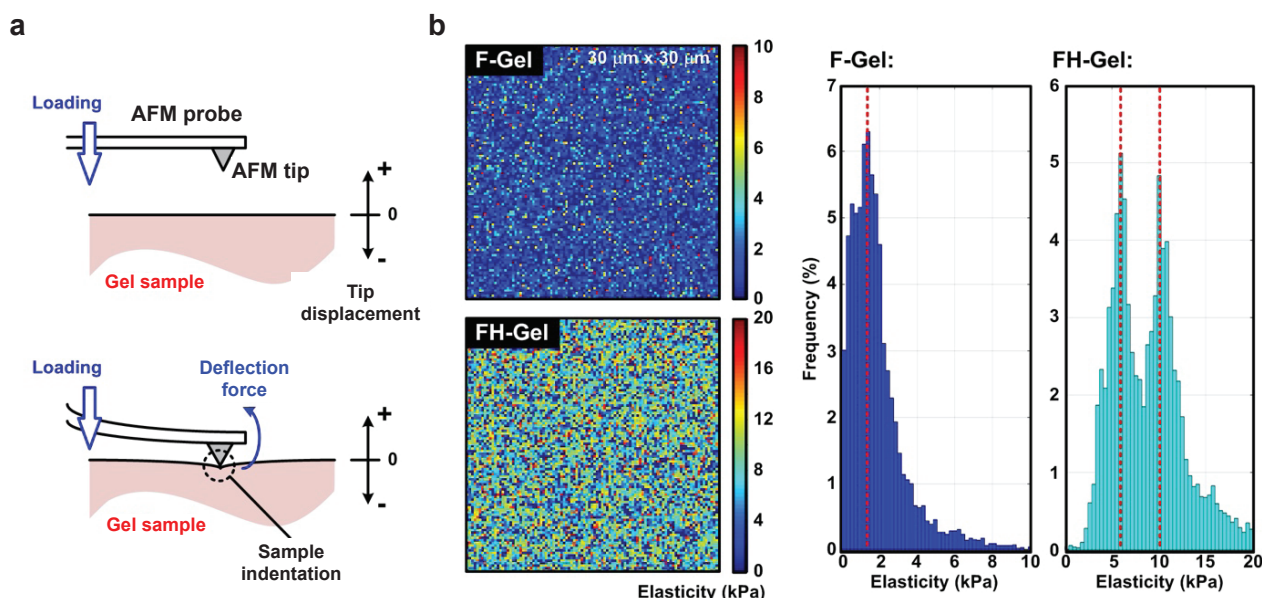 a
Loading
AFM probe
AFM tip
+
0
-
Gel sample
Tip
displacement
Loading
Deflection
force
+
0
-
Gel sample
Sample
indentation
b
F-Gel
30 μm x 30 μm
10
8
6
4
2
0
FH-Gel
20
16
12
8
4
0
Elasticity (kPa)
F-Gel:
7
6
5
4
3
2
1
0
Frequency (%)
0 2 4 6 8 10
Elasticity (kPa)
FH-Gel:
6
5
4
3
2
1
0
0 5 10 15 20
Elasticity (kPa)